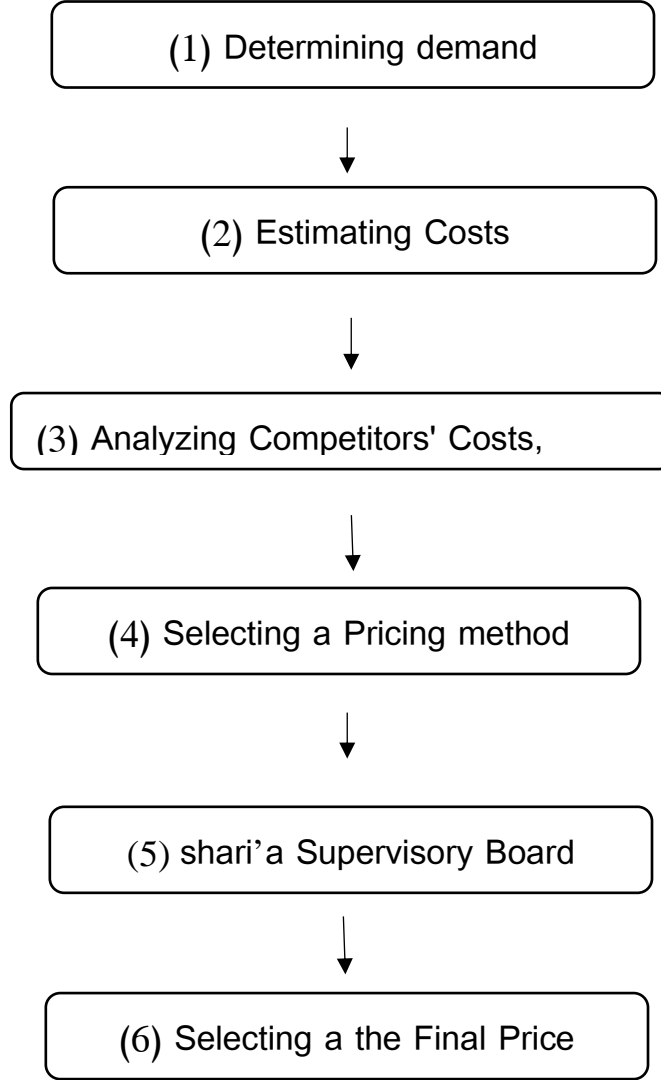 (1) Determining demand
(2) Estimating Costs
(3) Analyzing Competitors' Costs,
(4) Selecting a Pricing method
(5) shari’a Supervisory Board
(6) Selecting a the Final Price